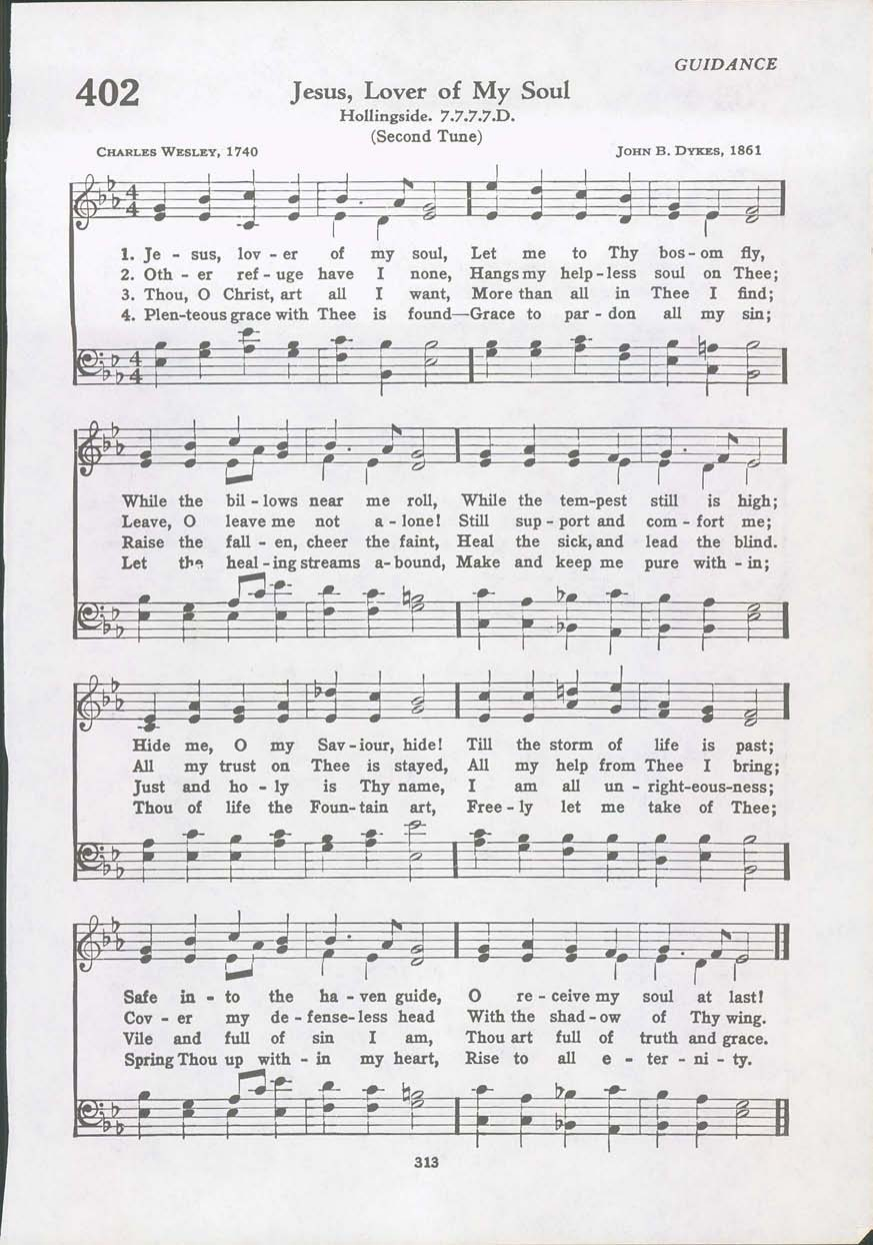 GUIDANCE
402
Jesus, Lover of My Soul
Hollingside. 7.7.7.7.D.
(Second Tune)
CHARLES WESLEY, 1740 JOHN B. DYKES, 1861
1. Je - sus, lov - er of my soul, Let me to Thy bos - om fly,
2. Oth - er ref - uge have I none, Hangs my help - less soul on Thee;
3. Thou, O Christ, art all I want, More than all in Thee I find;
4. Plen-teous grace with Thee is found—Grace to par - don all my sin;
While the bil - lows near me roll, While the tem-pest still is high;
Leave, O leave me not a - lone! Still sup - port and com - fort me;
Raise the fall - en, cheer the faint, Heal the sick, and lead the blind.
Let the heal - ing streams a-bound, Make and keep me pure with - in;
Hide me, O my Sav - iour, hide! Till the storm of life is past;
All my trust on Thee is stayed, All my help from Thee I bring;
Just and ho - ly is Thy name, I am all un - right-eous-ness;
Thou of life the Foun - tain art, Free - ly let me take of Thee;
Safe in - to the ha - ven guide, O re - ceive my soul at last!
Cov - er my de - fense-less head With the shad - ow of Thy wing.
Vile and full of sin I am, Thou art full of truth and grace.
Spring Thou up with - in my heart, Rise to all e - ter - ni - ty.
313